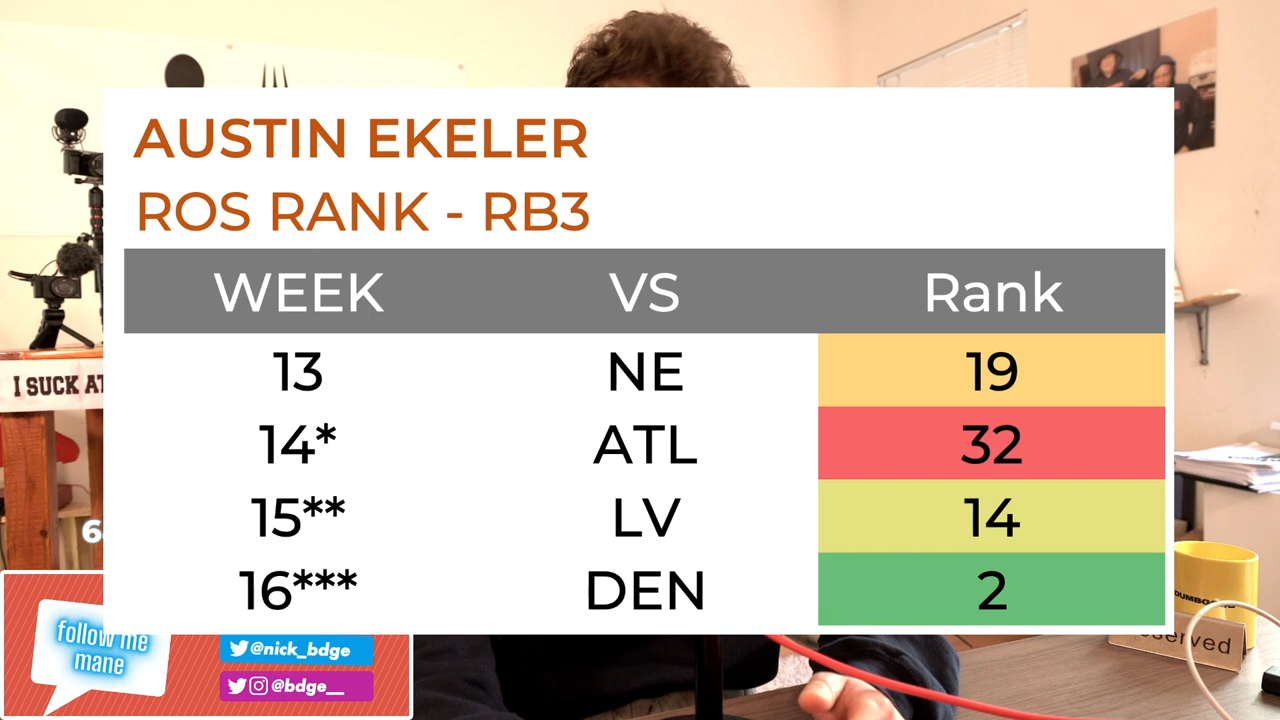 AUSTIN EKELER
ROS RANK - RB3
WEEK VS Rank
13 NE 19
14* ATL 32
15** LV 14
16*** DEN 2
I SUCK AT
6
follow me
mane
@nick_bdge
@bdge__